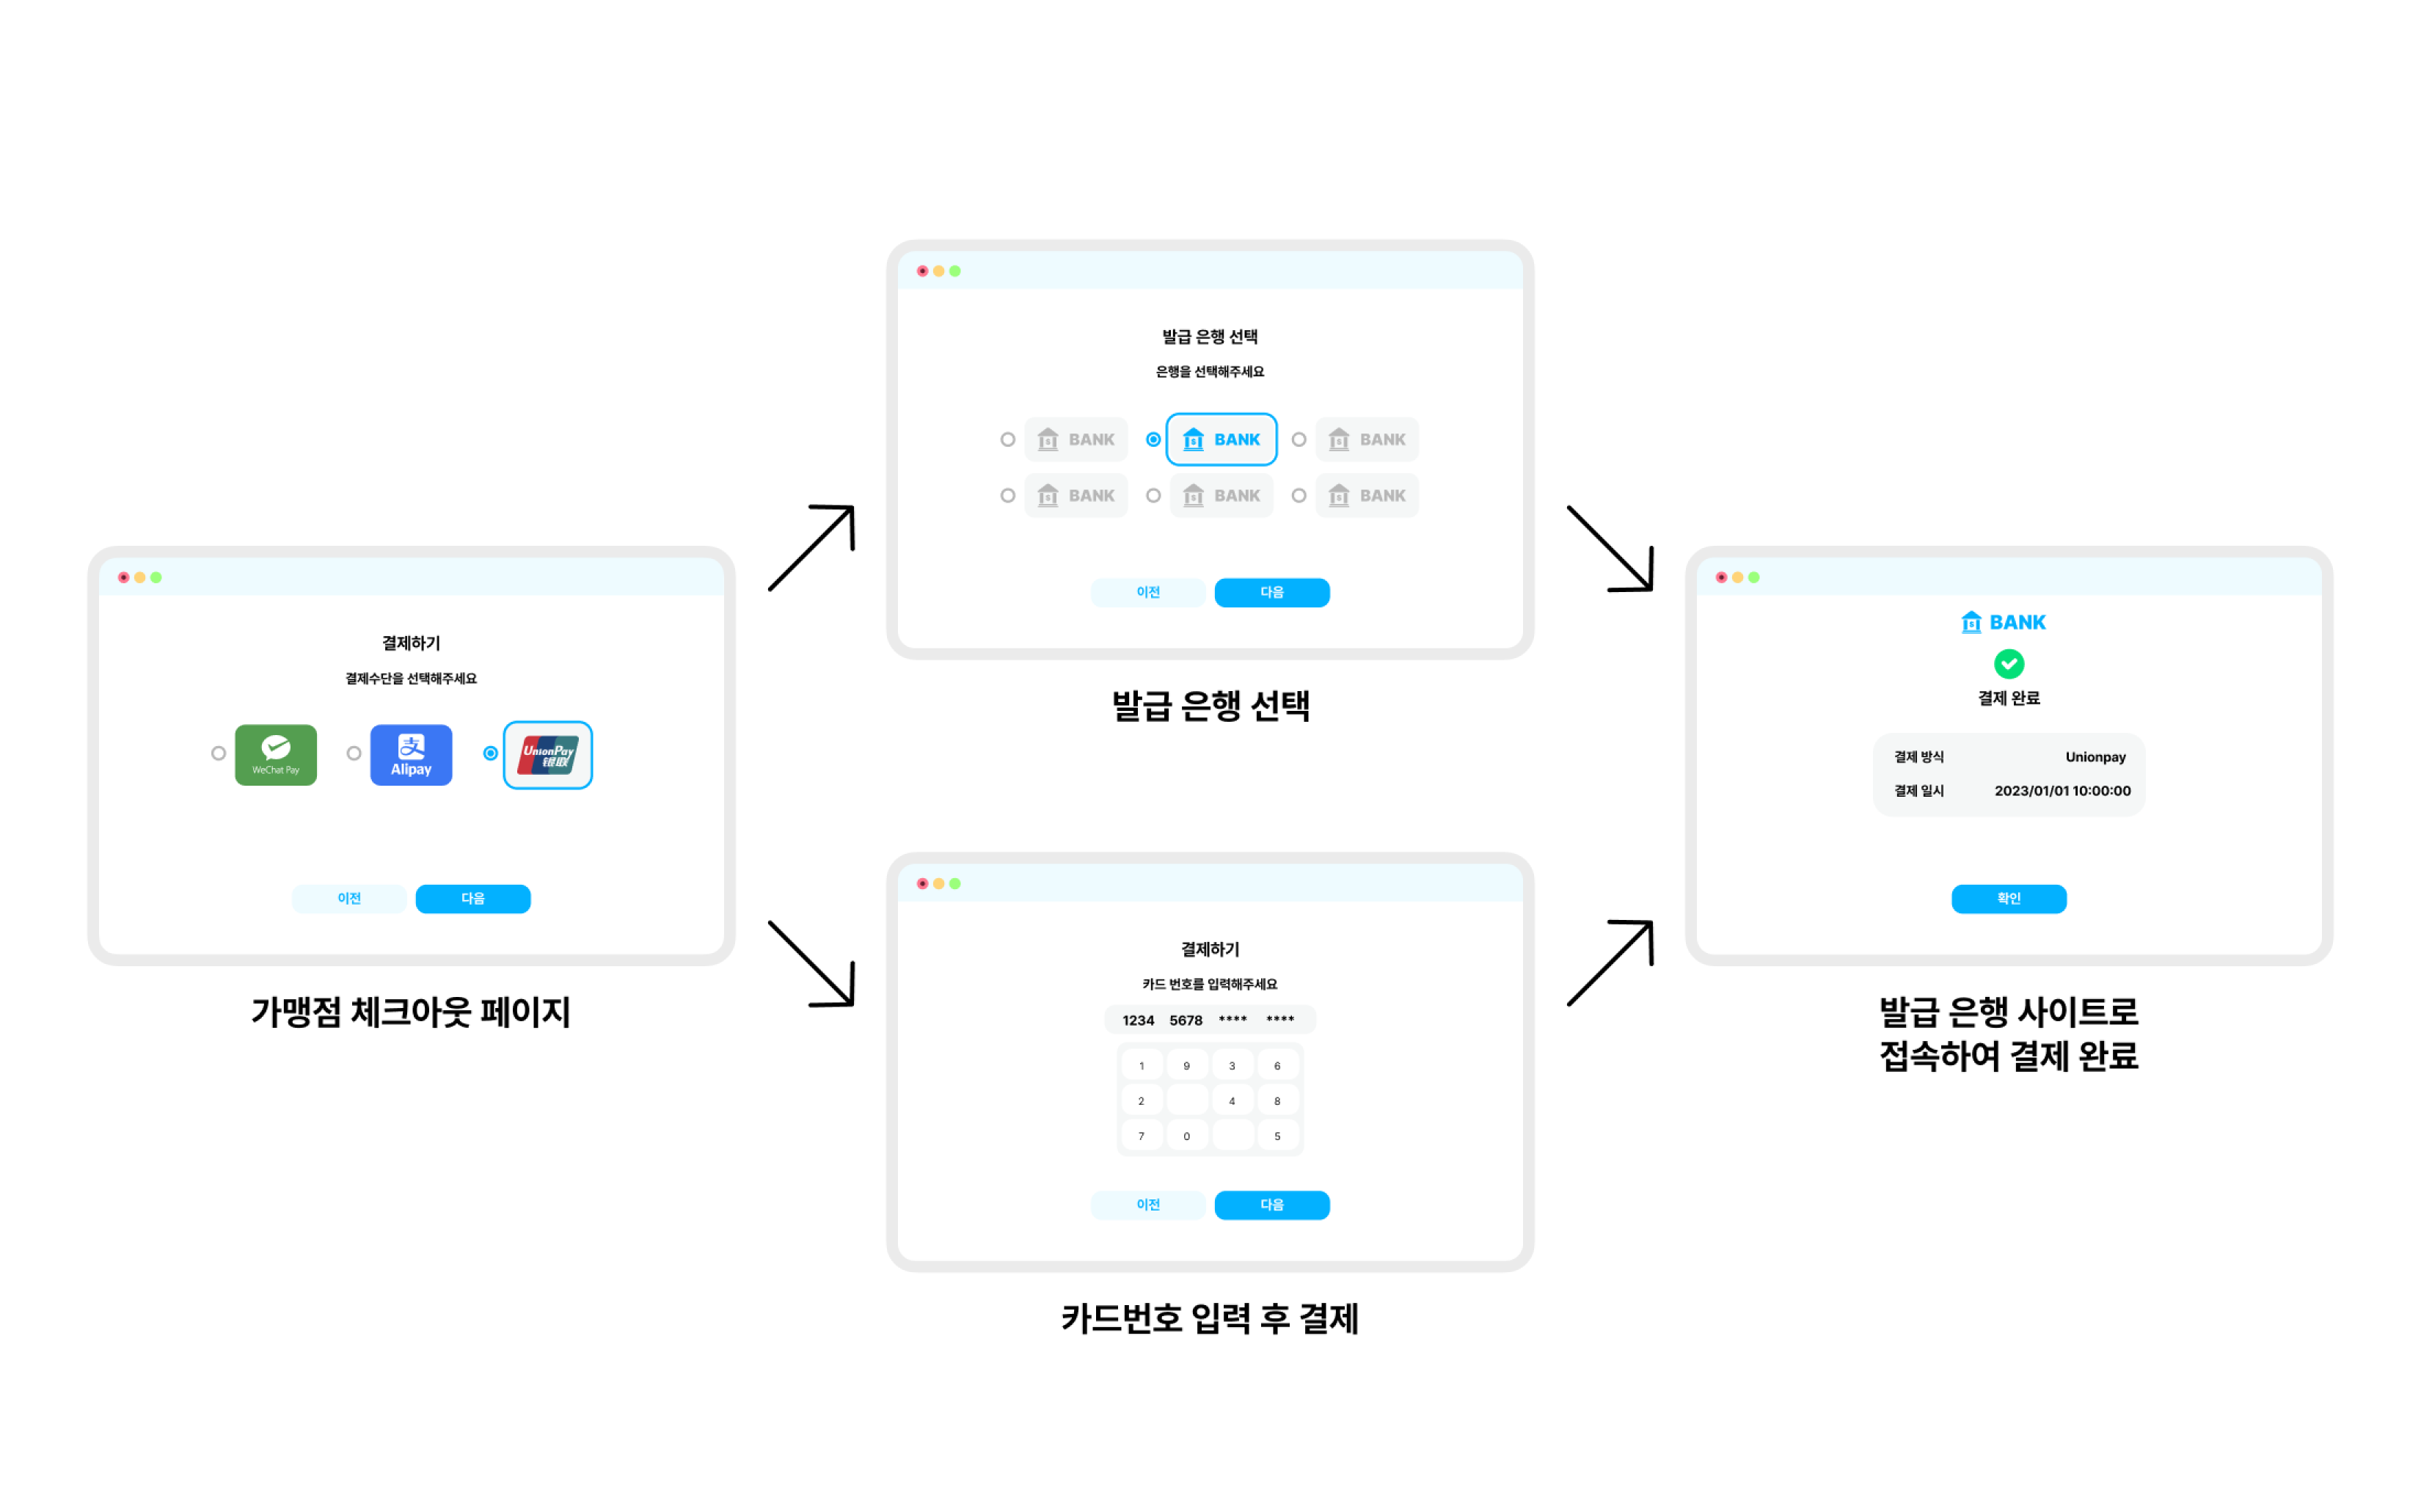 결제하기
결제수단을 선택해주세요
WeChat Pay
支
Alipay
UnionPay
银联
이전
다음
가맹점 체크아웃 페이지
발급 은행 선택
은행을 선택해주세요
BANK
BANK
BANK
BANK
BANK
BANK
이전
다음
발급 은행 선택
결제하기
카드 번호를 입력해주세요
1234 5678 **** ****
1 9 3 6
2 4 8
7 0 5
이전
다음
카드번호 입력 후 결제
BANK
결제 완료
결제 방식 Unionpay
결제 일시 2023/01/01 10:00:00
확인
발급 은행 사이트로
접속하여 결제 완료